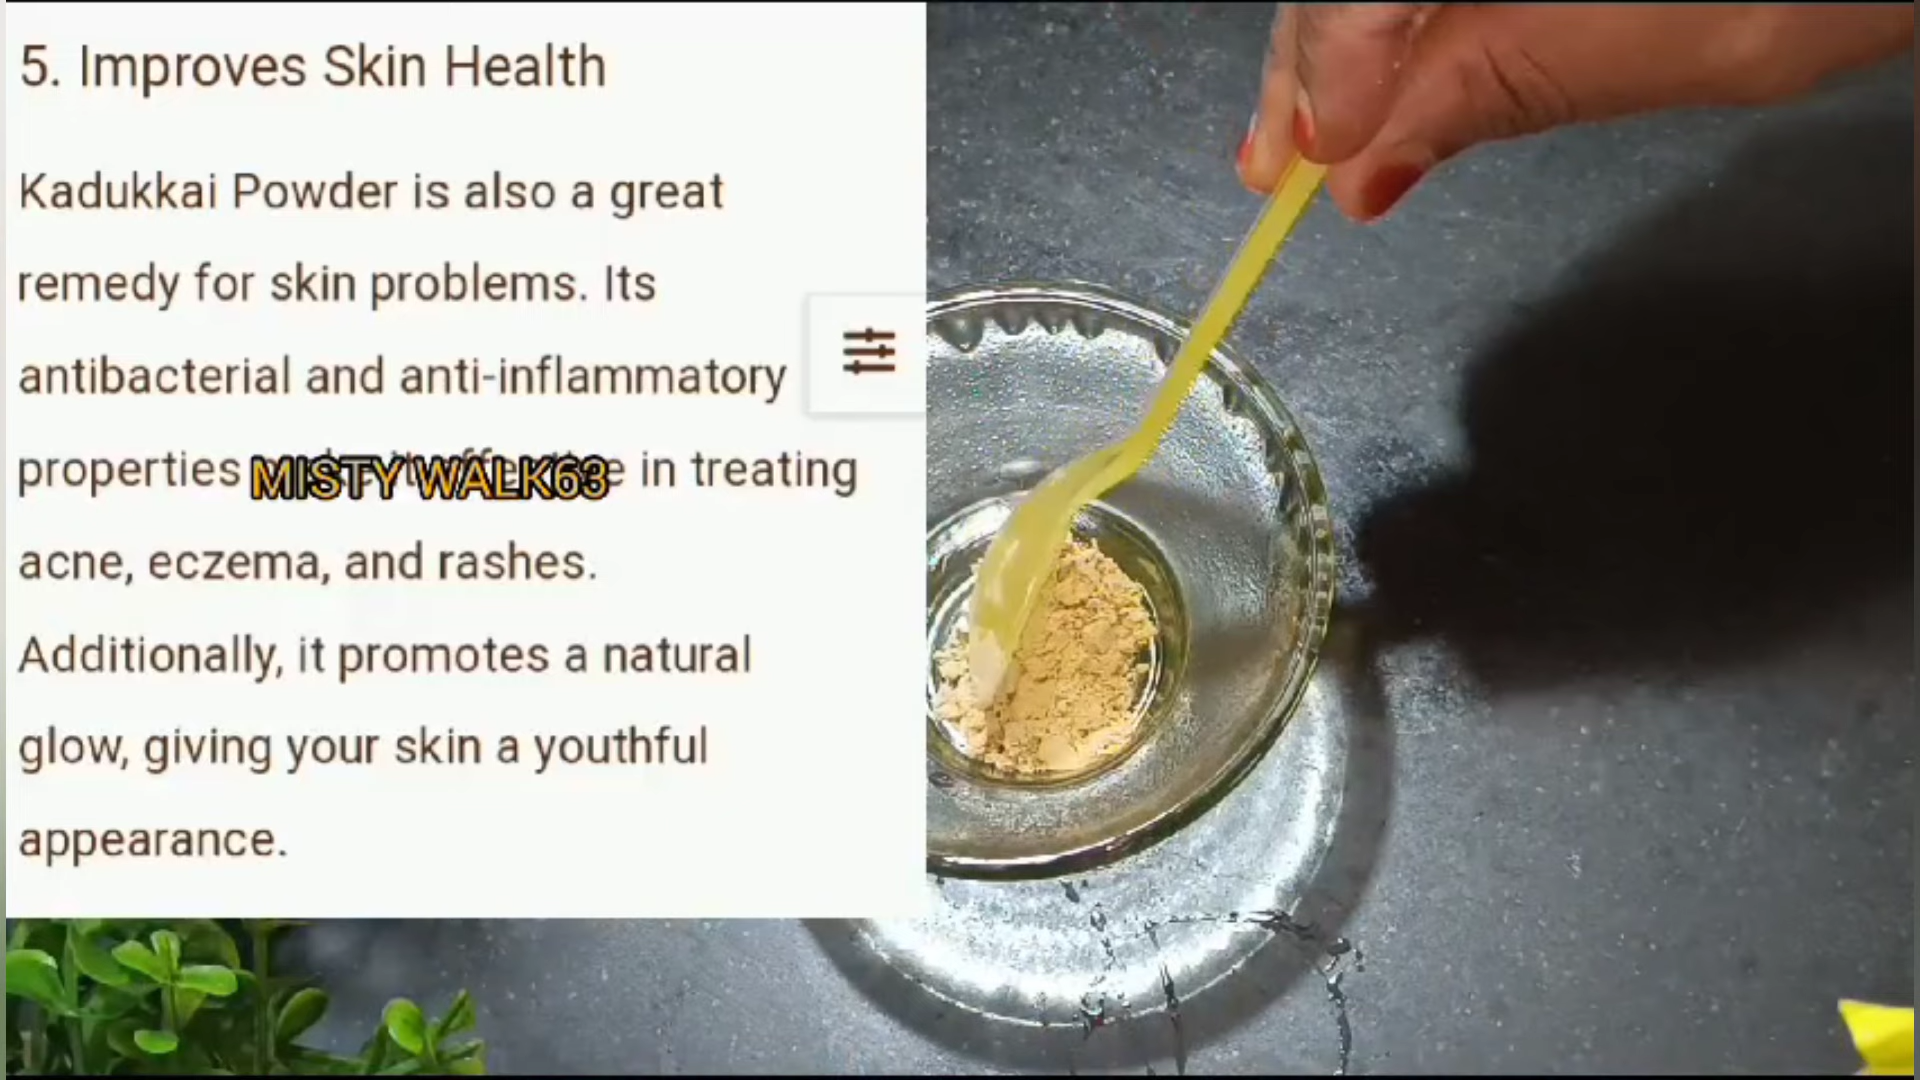 5. Improves Skin Health
Kadukkai Powder is also a great
remedy for skin problems. Its
antibacterial and anti-inflammatory
properties in treating
MISTY WALK63
acne, eczema, and rashes.
Additionally, it promotes a natural
glow, giving your skin a youthful
appearance.